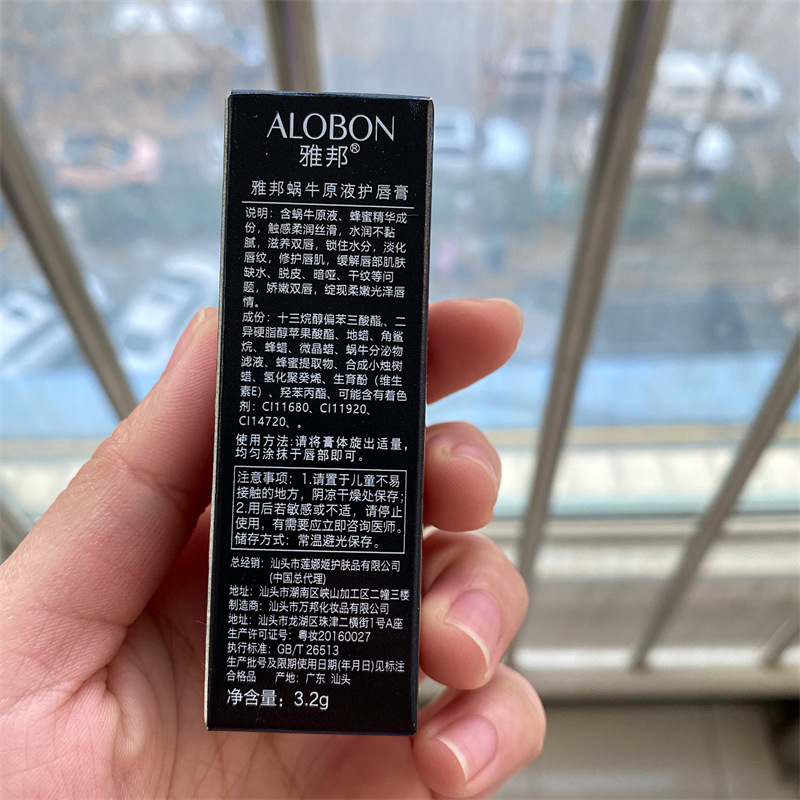 ALOBON
雅邦®
雅邦蜗牛原液护唇膏
说明：含蜗牛原液、蜂蜜精华成
份，触感柔润丝滑，水润不黏
腻，滋养双唇，锁住水分，淡化
唇纹，修护唇肌，缓解唇部肌肤
缺水、脱皮、暗哑、干纹等问
题，娇嫩双唇，绽现柔嫩光泽唇
情。
成份：十三烷醇偏苯三酸酯、二
异硬脂醇苹果酸酯、地蜡、角鲨
烷、蜂蜡、微晶蜡、蜗牛分泌物
滤液、蜂蜜提取物、合成小烛树
蜡、氢化聚癸烯、生育酚（维生
素E）、羟苯丙酯、可能含有着色
剂：CI11680、CI11920、
CI14720、。
使用方法:请将膏体旋出适量，
均匀涂抹于唇部即可。
注意事项：1.请置于儿童不易
接触的地方，阴凉干燥处保存；
2.用后若敏感或不适，请停止
使用，有需要应立即咨询医师。
储存方式：常温避光保存。
总经销：汕头市莲娜姬护肤品有限公司
(中国总代理)
地址：汕头市潮南区峡山加工区二幢三楼
制造商：汕头市万邦化妆品有限公司
地址：汕头市龙湖区珠津二横街1号A座
生产许可证号：粤妆20160027
执行标准：GB/T 26513
生产批号及限期使用日期(年月日)见标注
合格品 产地：广东 汕头
净含量：3.2g